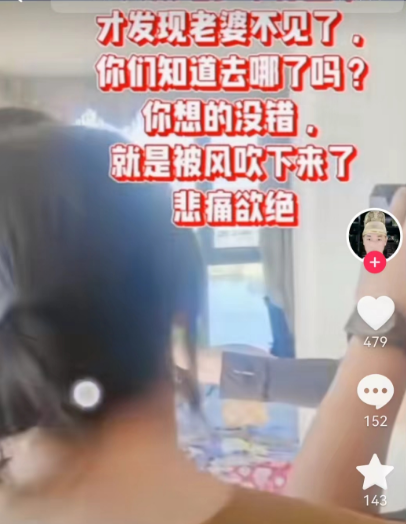 才发现老婆不见了，
你们知道去哪了吗？
你想的没错，
就是被风吹下来了
悲痛欲绝
479
152
143